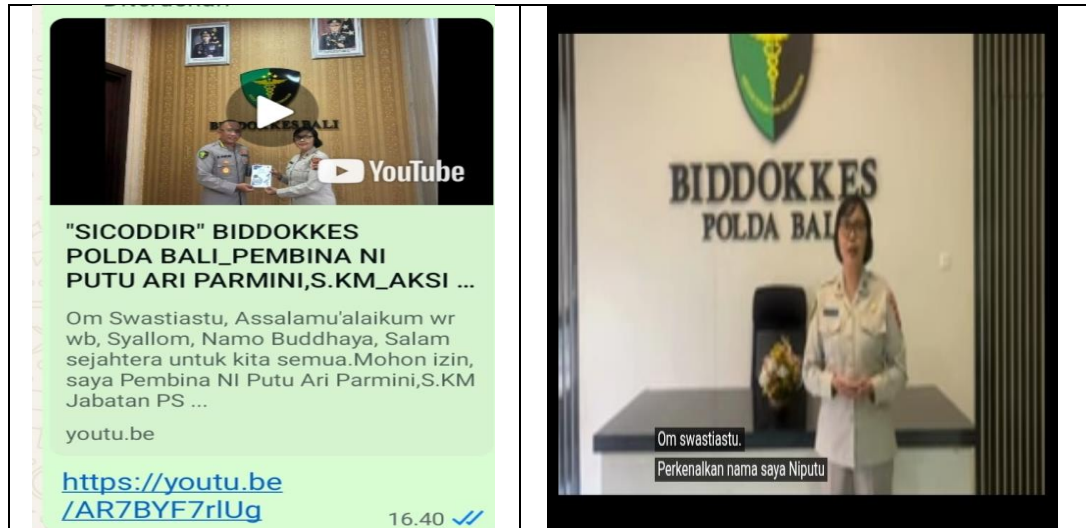 BIDDOKKES BALI
YouTube
"SICODDIR" BIDDOKKES
POLDA BALI_PEMBINA NI
PUTU ARI PARMINI,S.KM_AKSI ...
Om Swastiastu, Assalamu'alaikum wr
wb, Syallom, Namo Buddhaya, Salam
sejahtera untuk kita semua.Mohon izin,
saya Pembina NI Putu Ari Parmini,S.KM
Jabatan PS ...
youtu.be
https://youtu.be
/AR7BYF7rlUg
16.40
BIDDOKKES
POLDA BALI
Om swastiastu.
Perkenalkan nama saya Niputu